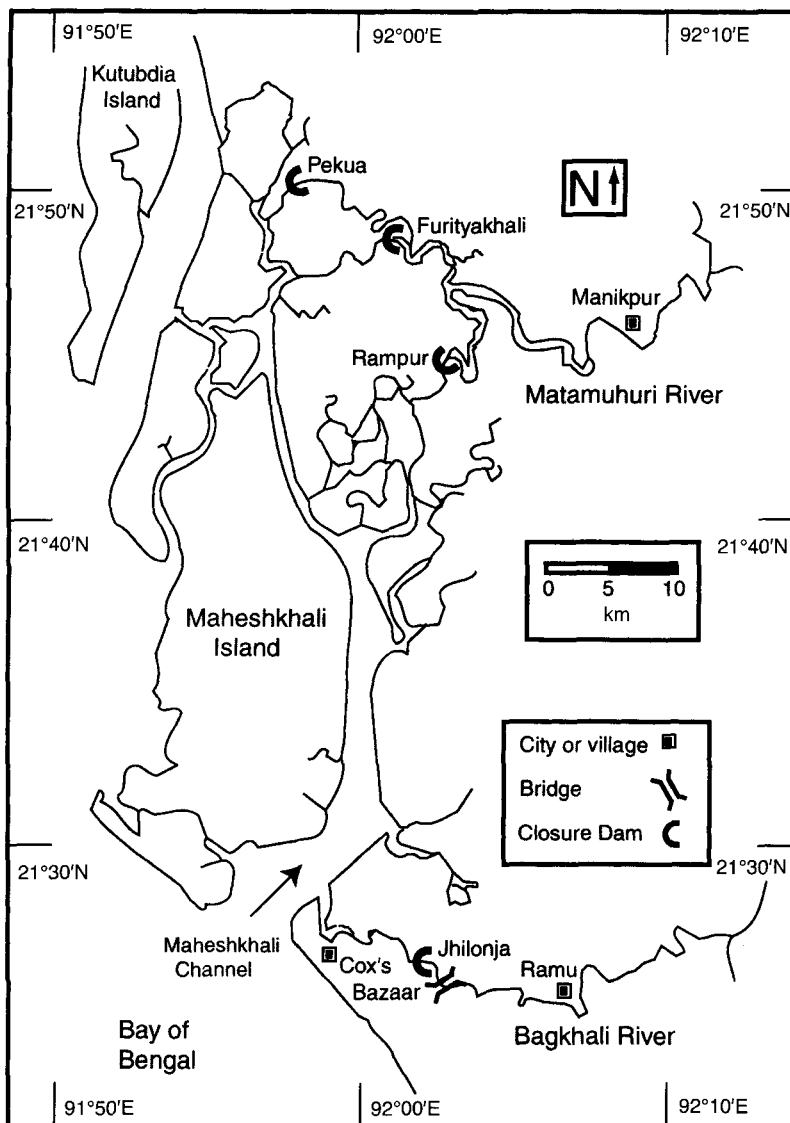 91°50′E
92°00′E
92°10′E
Kutubdia
Island
Pekua
N
21°50′N
21°50′N
Furityakhali
Manikpur
Rampur
Matamuhuri River
21°40′N
21°40′N
0 5 10
km
Maheshkhali
Island
City or village
Bridge
Closure Dam
21°30′N
21°30′N
Maheshkhali
Channel
Jhilonja
Cox's
Bazaar
Ramu
Bagkhali River
Bay of
Bengal
91°50′E
92°00′E
92°10′E